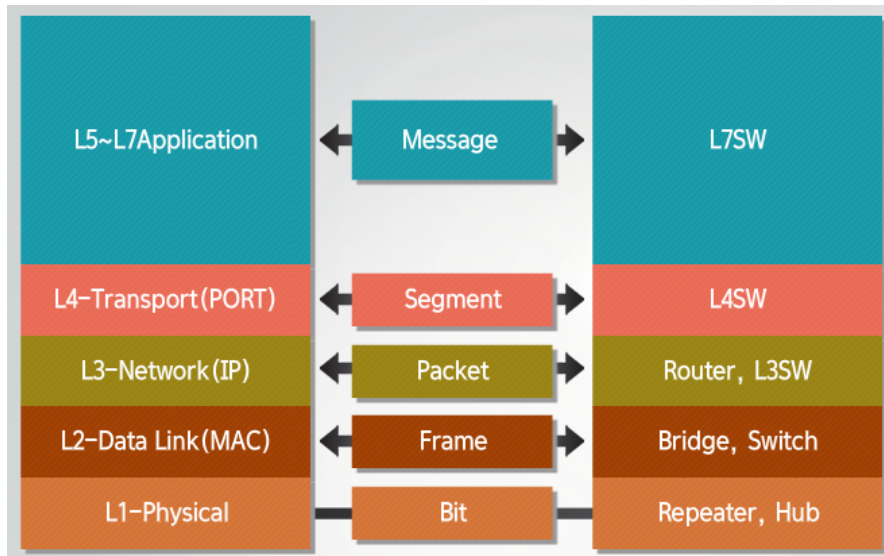 L5~L7Application
Message
L7SW
L4-Transport(PORT)
Segment
L4SW
L3-Network(IP)
Packet
Router, L3SW
L2-Data Link(MAC)
Frame
Bridge, Switch
L1-Physical
Bit
Repeater, Hub